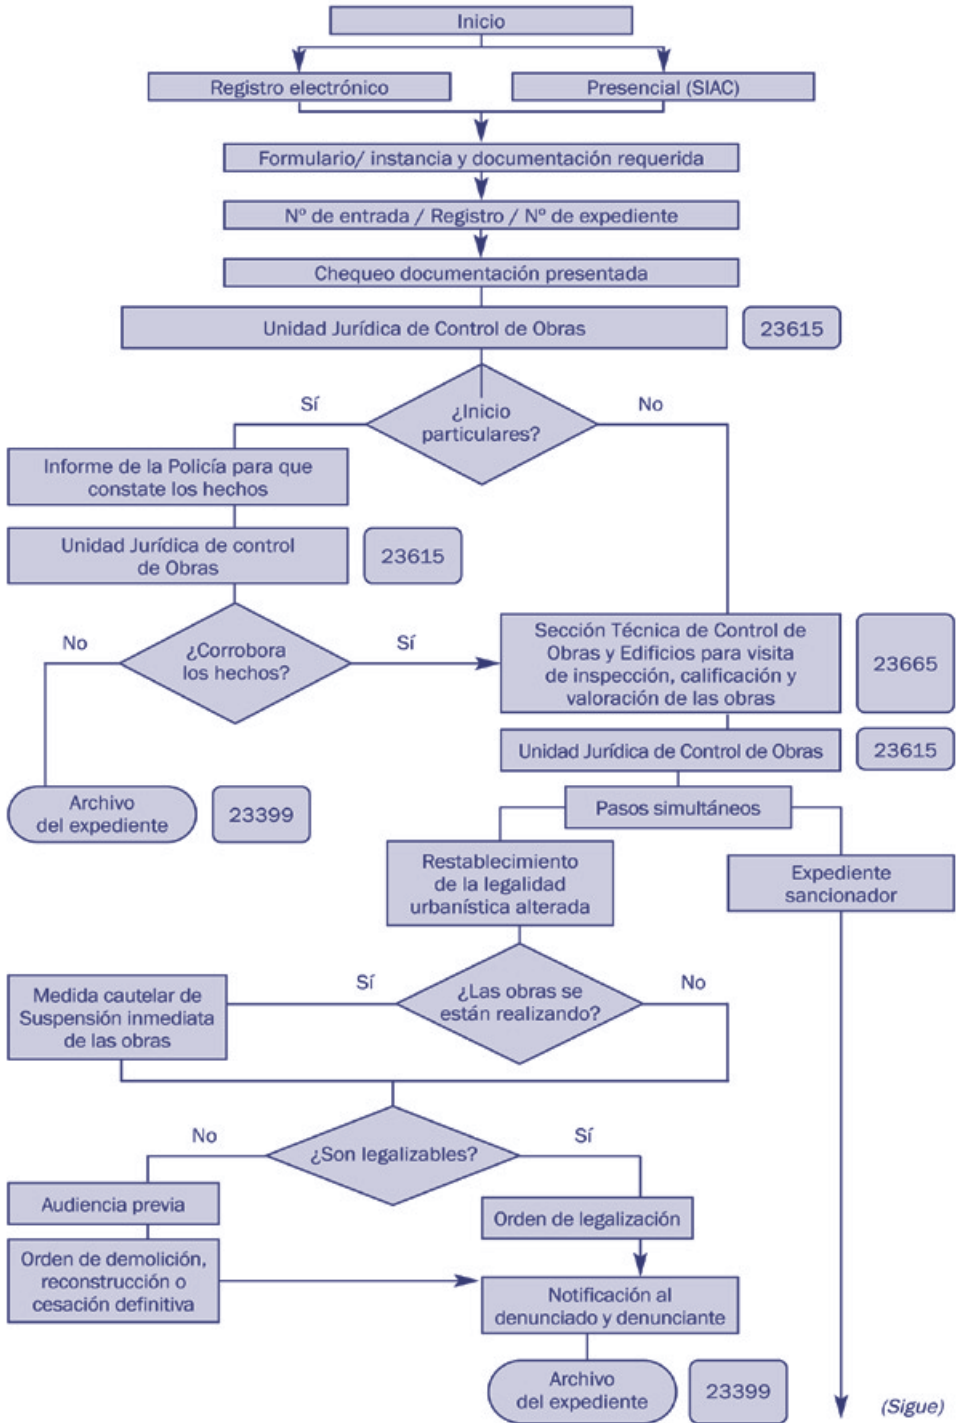 Inicio
Registro electrónico
Presencial (SIAC)
Formulario/ instancia y documentación requerida
Nº de entrada / Registro / Nº de expediente
Chequeo documentación presentada
Unidad Jurídica de Control de Obras
23615
Sí
¿Inicio
particulares?
No
Informe de la Policía para que
constate los hechos
Unidad Jurídica de control
de Obras
23615
No
¿Corrobora
los hechos?
Sí
Sección Técnica de Control de
Obras y Edificios para visita
de inspección, calificación y
valoración de las obras
23665
Unidad Jurídica de Control de Obras
23615
Archivo
del expediente
23399
Pasos simultáneos
Restablecimiento
de la legalidad
urbanística alterada
Expediente
sancionador
Medida cautelar de
Suspensión inmediata
de las obras
Sí
¿Las obras se
están realizando?
No
No
¿Son legalizables?
Sí
Audiencia previa
Orden de legalización
Orden de demolición,
reconstrucción o
cesación definitiva
Notificación al
denunciado y denunciante
Archivo
del expediente
23399
(Sigue)